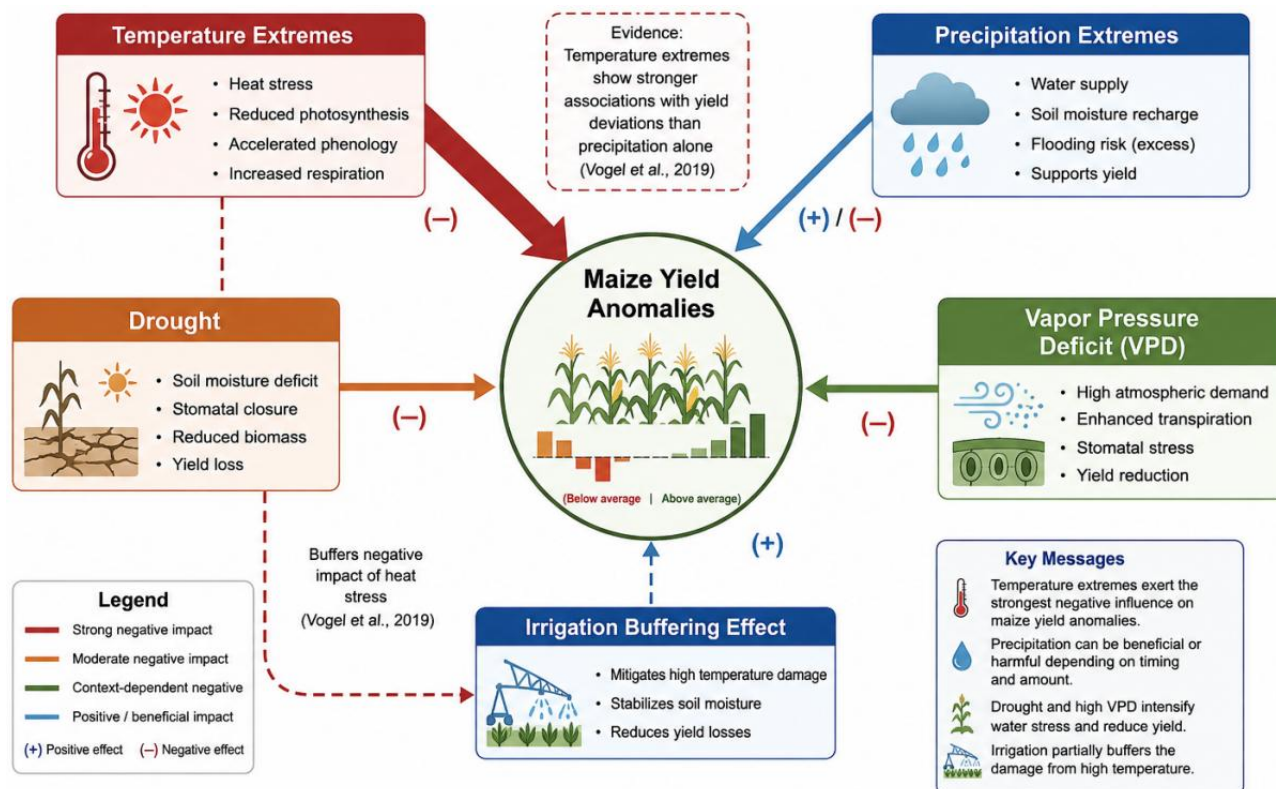 Temperature Extremes
• Heat stress
• Reduced photosynthesis
• Accelerated phenology
• Increased respiration
Evidence:
Temperature extremes
show stronger
associations with yield
deviations than
precipitation alone
(Vogel et al., 2019)
Precipitation Extremes
• Water supply
• Soil moisture recharge
• Flooding risk (excess)
• Supports yield
(–)
(+) / (–)
Maize Yield
Anomalies
(Below average | Above average)
Drought
• Soil moisture deficit
• Stomatal closure
• Reduced biomass
• Yield loss
(–)
Vapor Pressure
Deficit (VPD)
• High atmospheric demand
• Enhanced transpiration
• Stomatal stress
• Yield reduction
(–)
(+)
Buffers negative
impact of heat
stress
(Vogel et al., 2019)
Legend
Strong negative impact
Moderate negative impact
Context-dependent negative
Positive / beneficial impact
(+) Positive effect (–) Negative effect
Irrigation Buffering Effect
• Mitigates high temperature damage
• Stabilizes soil moisture
• Reduces yield losses
Key Messages
Temperature extremes exert the
strongest negative influence on
maize yield anomalies.
Precipitation can be beneficial or
harmful depending on timing
and amount.
Drought and high VPD intensify
water stress and reduce yield.
Irrigation partially buffers the
damage from high temperature.